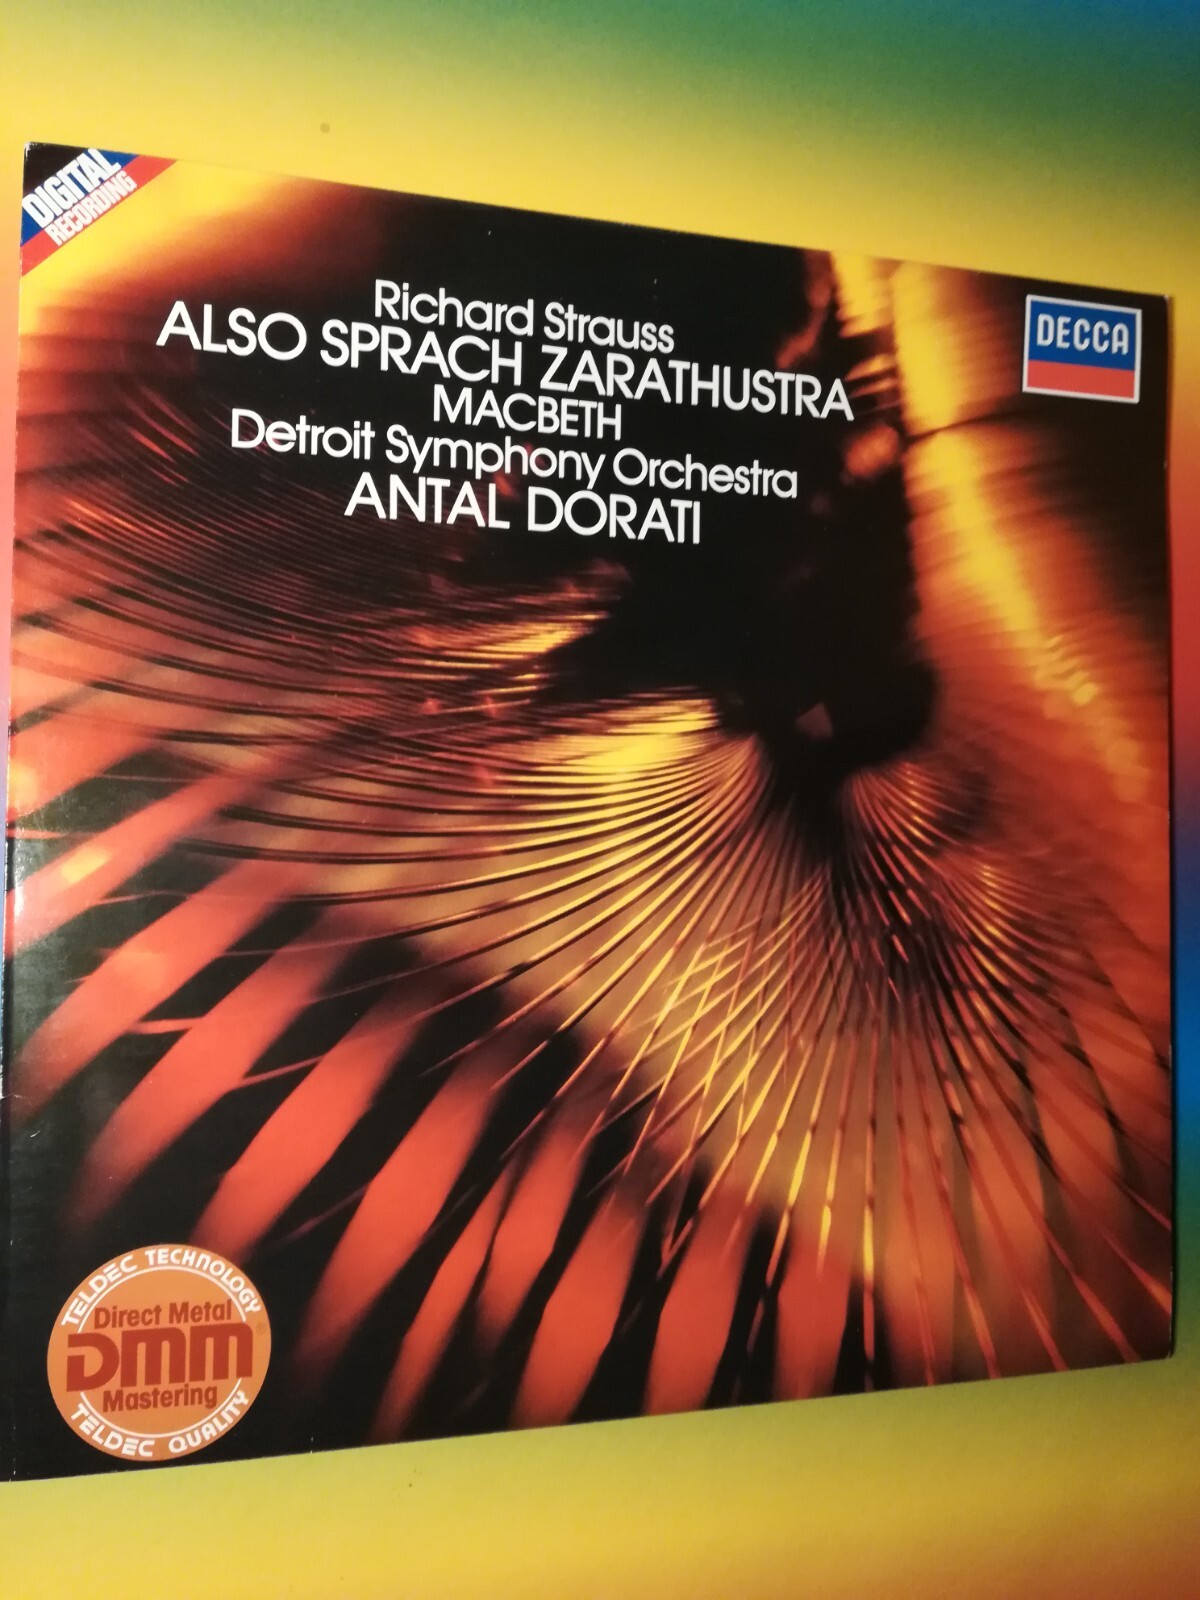 DIGITAL
RECORDING
Richard Strauss
ALSO SPRACH ZARATHUSTRA
MACBETH
Detroit Symphony Orchestra
ANTAL DORATI
DECCA
TELDEC TECHNOLOGY
Direct Metal
DMM®
Mastering
TELDEC QUALITY